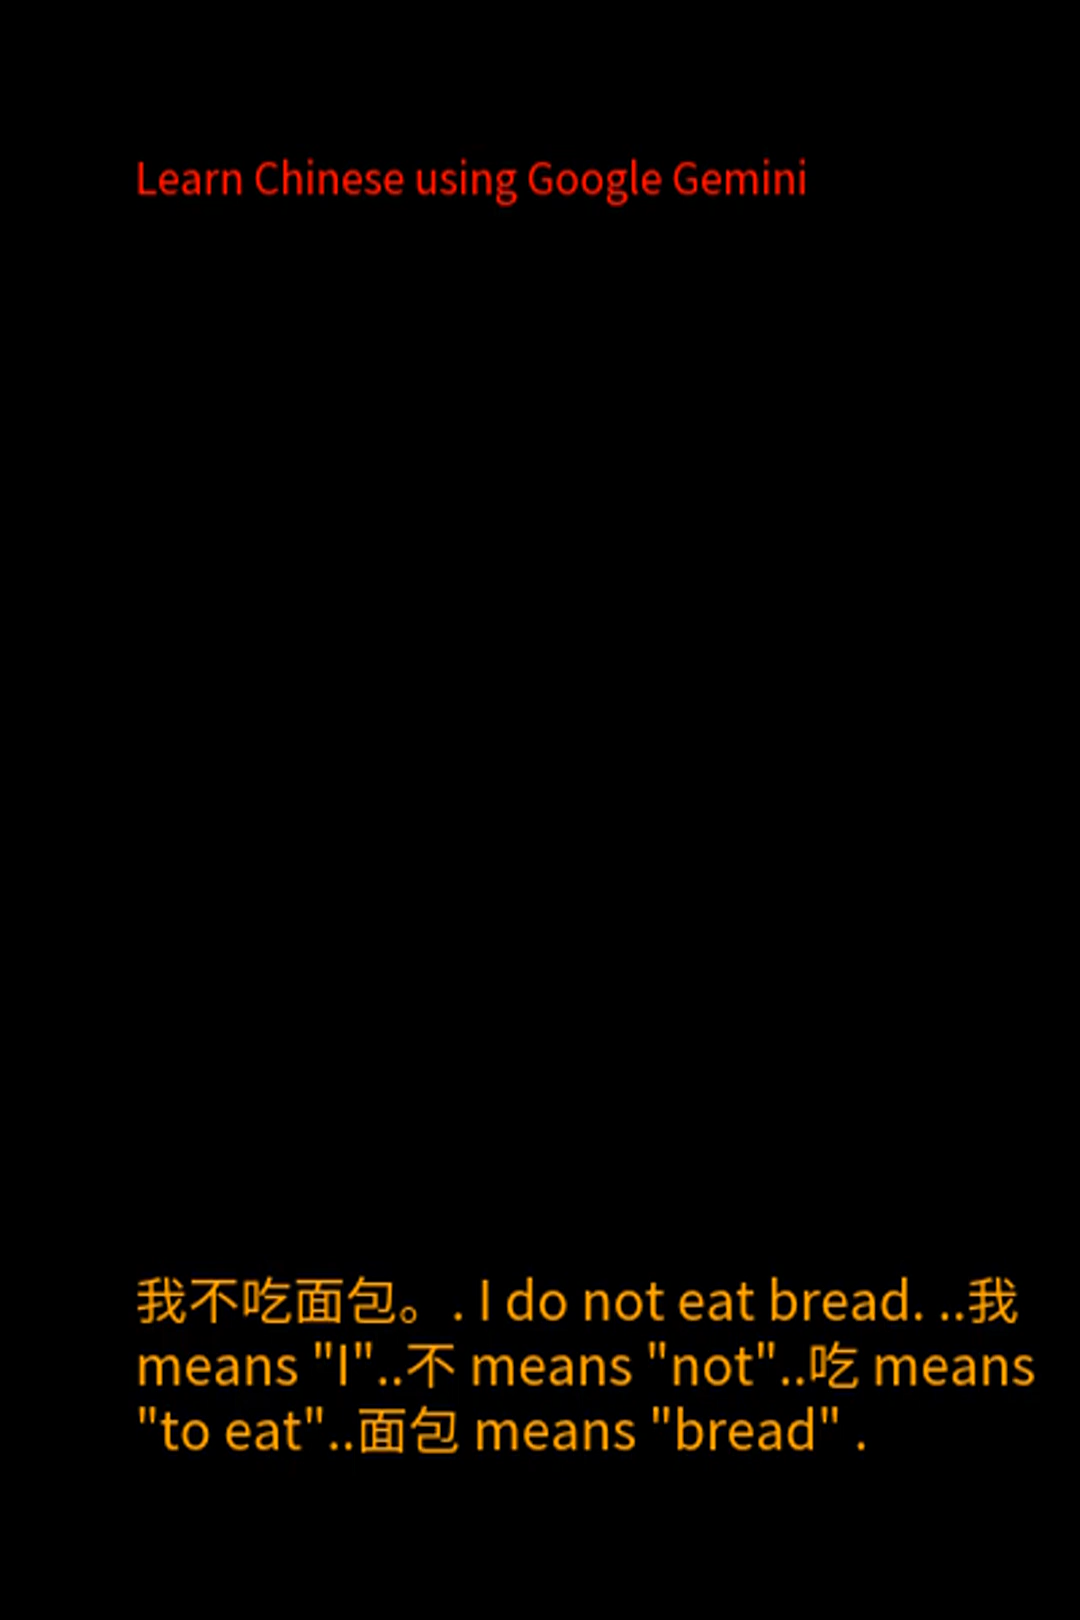 Learn Chinese using Google Gemini
我不吃面包。. I do not eat bread. ..我
means "I"..不 means "not"..吃 means
"to eat"..面包 means "bread" .